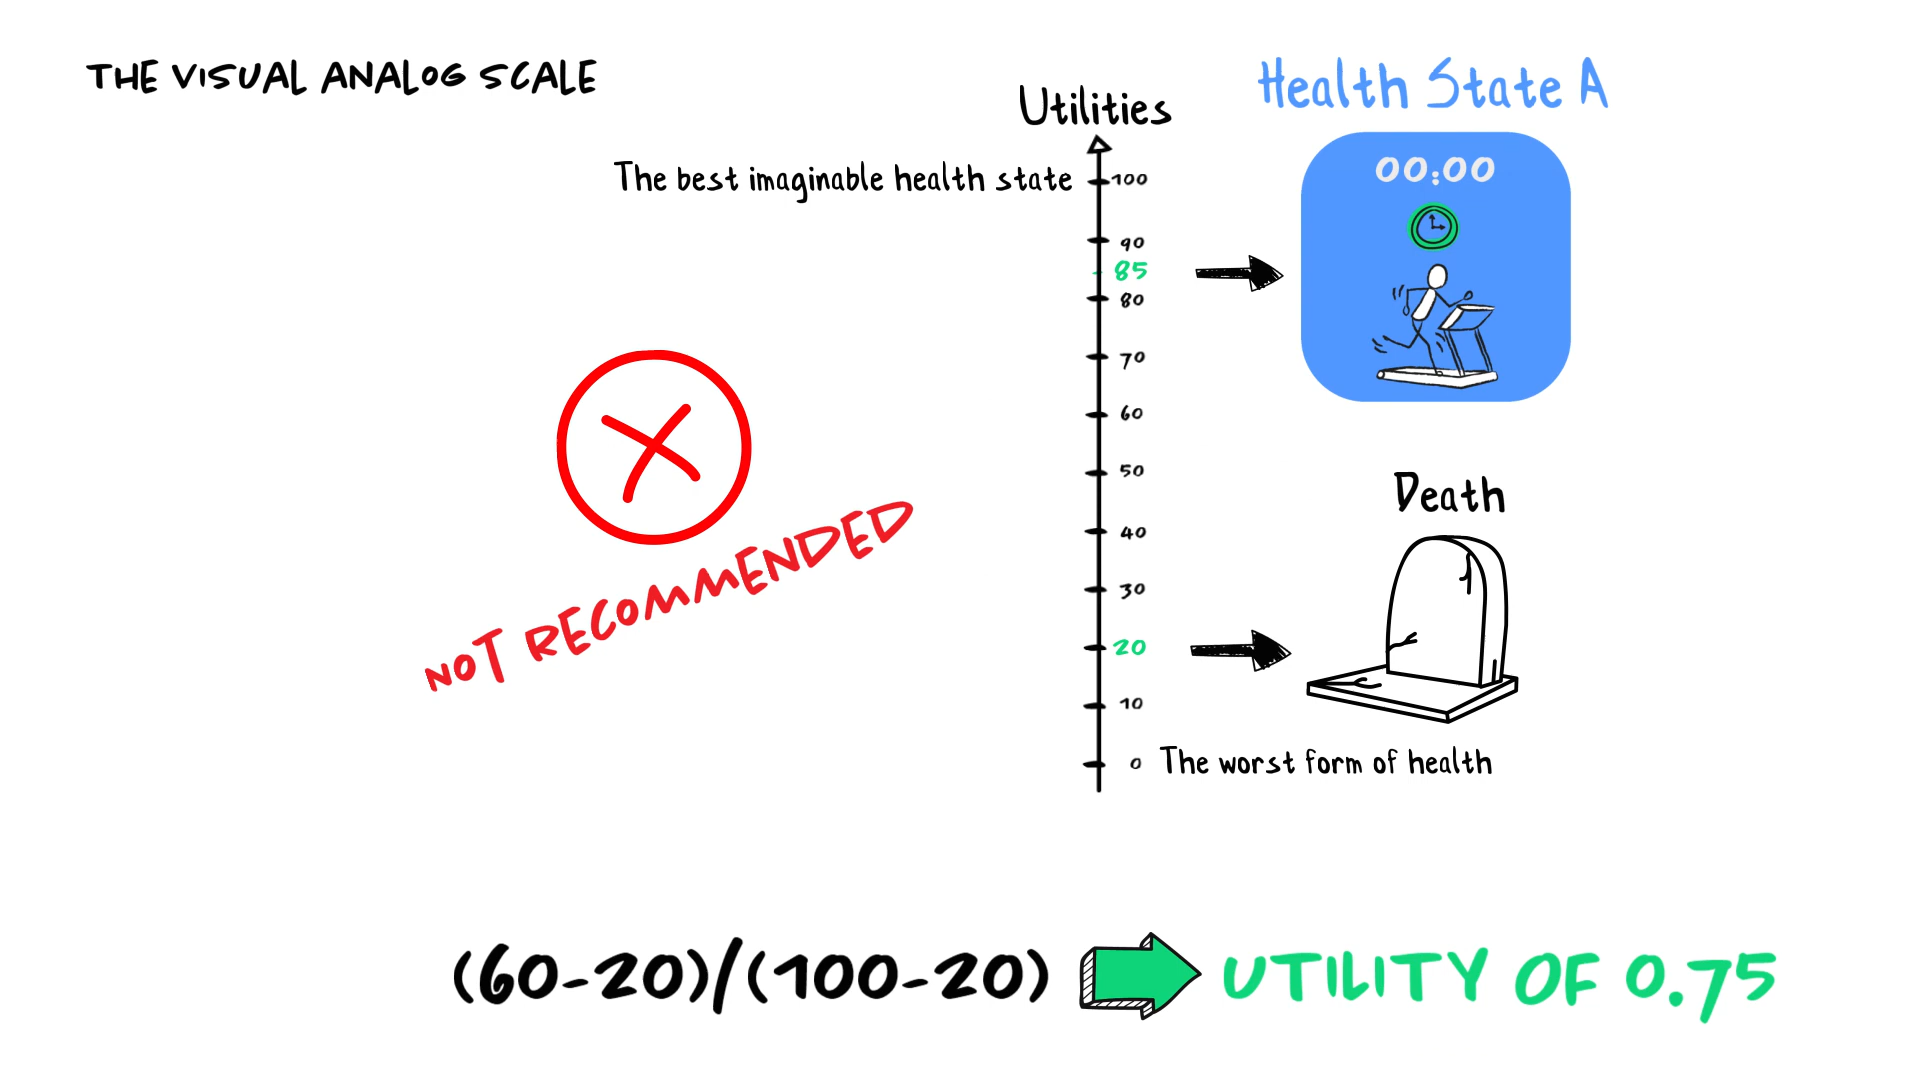 THE VISUAL ANALOG SCALE
Health State A
Utilities
The best imaginable health state
100
00:00
90
85
80
70
60
50
Death
40
30
20
10
0
The worst form of health
NOT RECOMMENDED
(60-20)/(100-20)
UTILITY OF 0.75